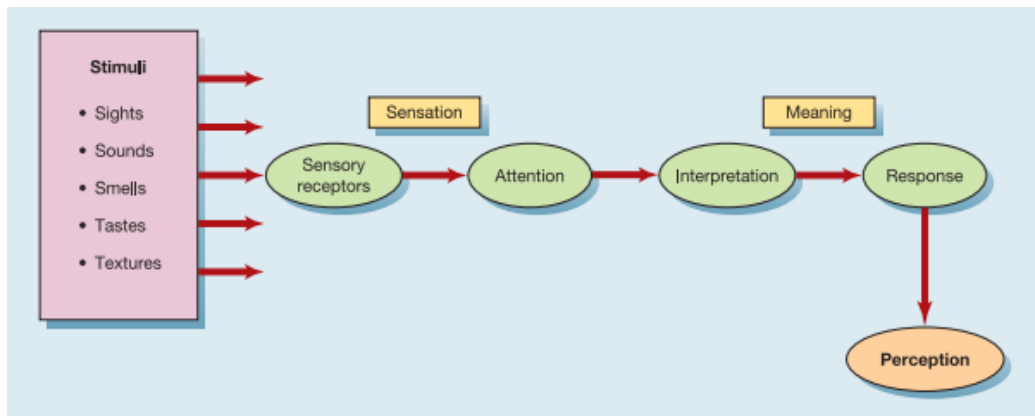 Stimuli
• Sights
• Sounds
• Smells
• Tastes
• Textures
Sensation
Meaning
Sensory
receptors
Attention
Interpretation
Response
Perception